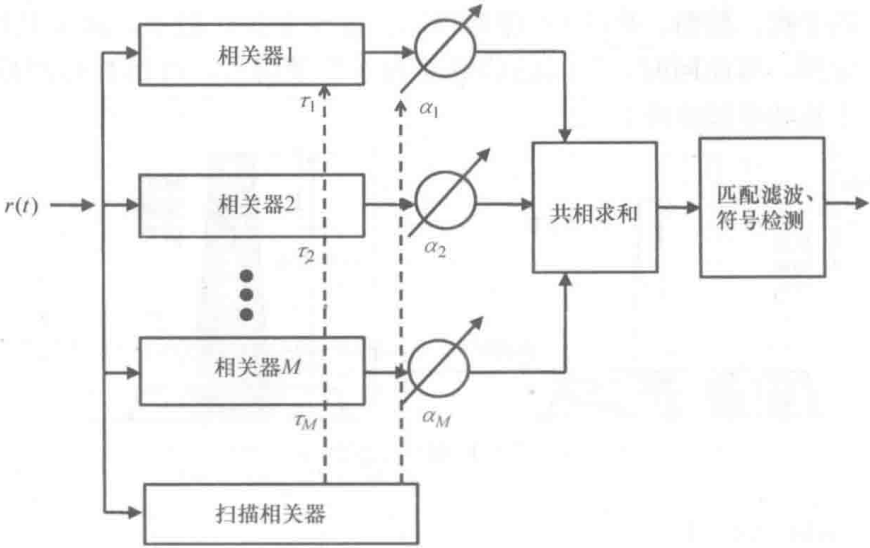 相关器1
τ1
α1
r(t)
相关器2
τ2
α2
共相求和
匹配滤波、
符号检测
相关器M
τM
αM
扫描相关器